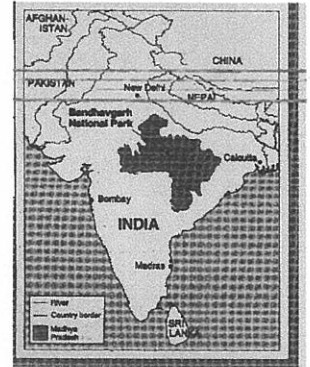 AFGHAN-
ISTAN
CHINA
PAKISTAN
New Delhi
NEPAL
Bandhavgarh
National Park
Calcutta
Bombay
INDIA
Madras
River
Country border
Madhya
Pradesh
SRI
LANKA